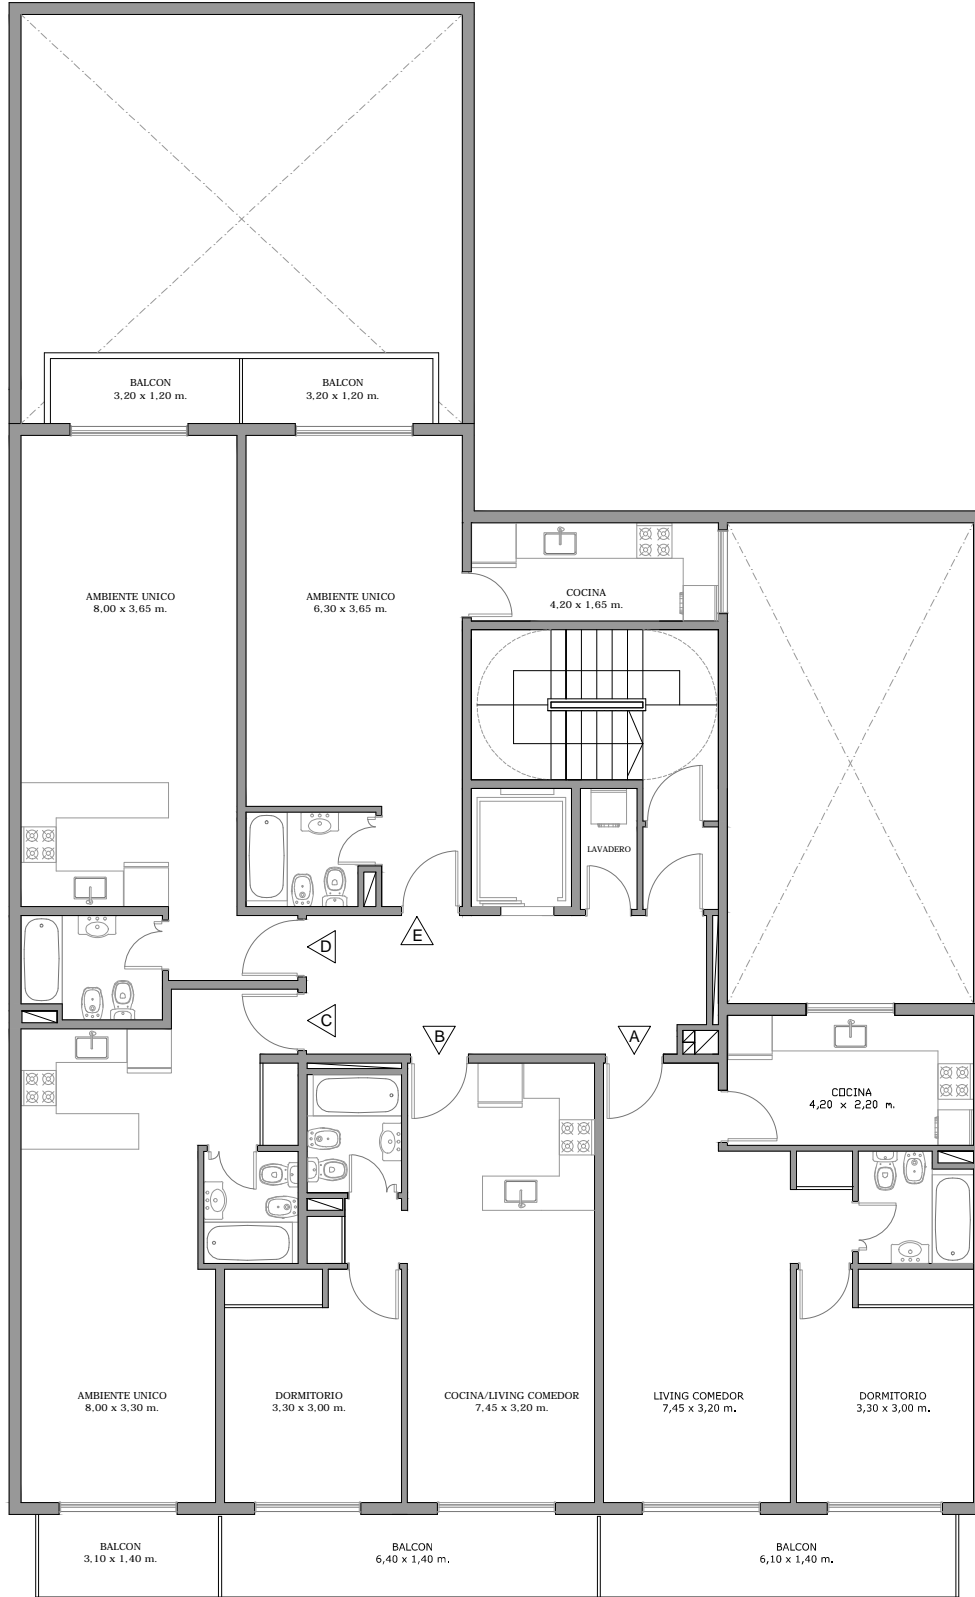 BALCON
3,20 x 1,20 m.
BALCON
3,20 x 1,20 m.
AMBIENTE UNICO
8,00 x 3,65 m.
AMBIENTE UNICO
6,30 x 3,65 m.
COCINA
4,20 x 1,65 m.
LAVADERO
E
D
C
B
A
COCINA
4,20 x 2,20 m.
AMBIENTE UNICO
8,00 x 3,30 m.
DORMITORIO
3,30 x 3,00 m.
COCINA/LIVING COMEDOR
7,45 x 3,20 m.
LIVING COMEDOR
7,45 x 3,20 m.
DORMITORIO
3,30 x 3,00 m.
BALCON
3,10 x 1,40 m.
BALCON
6,40 x 1,40 m.
BALCON
6,10 x 1,40 m.